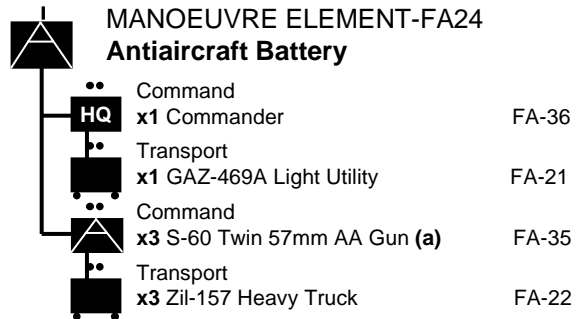 MANOEUVRE ELEMENT-FA24
Antiaircraft Battery
Command
HQ x1 Commander FA-36
Transport
x1 GAZ-469A Light Utility FA-21
Command
x3 S-60 Twin 57mm AA Gun (a) FA-35
Transport
x3 Zil-157 Heavy Truck FA-22